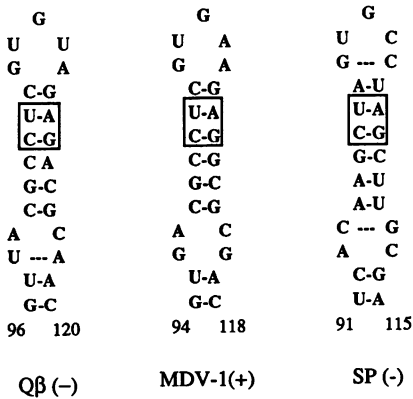 G G G
U U U A U C
G A G A G --- C
C-G C-G A-U
U-A U-A U-A
C-G C-G C-G
C A C-G G-C
G-C G-C A-U
C-G C-G A-U
A C A C C --- G
U --- A G G A C
U-A U-A C-G
G-C G-C U-A
96 120 94 118 91 115
Qβ (–) MDV-1(+) SP (-)